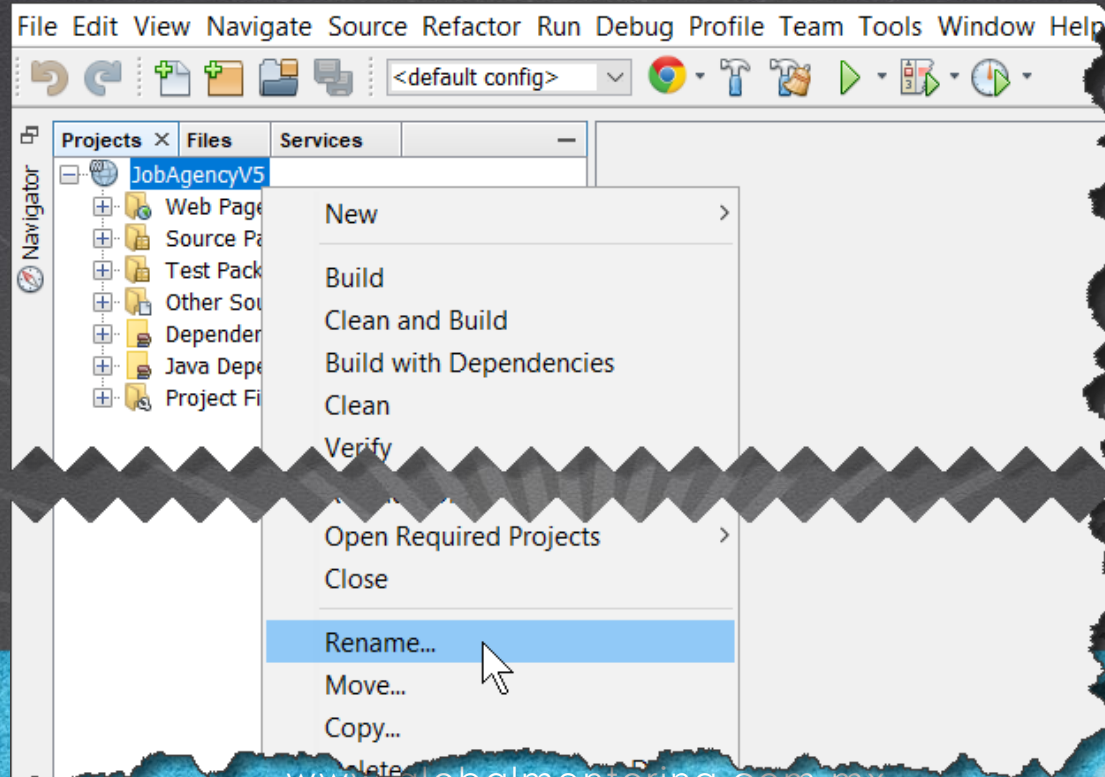 File Edit View Navigate Source Refactor Run Debug Profile Team Tools Window Help
<default config>
Projects Files Services
Navigator
JobAgencyV5
Web Page
Source Pa
Test Pack
Other Sou
Depender
Java Depe
Project Fi
New
Build
Clean and Build
Build with Dependencies
Clean
Verify
Open Required Projects
Close
Rename...
Move...
Copy...